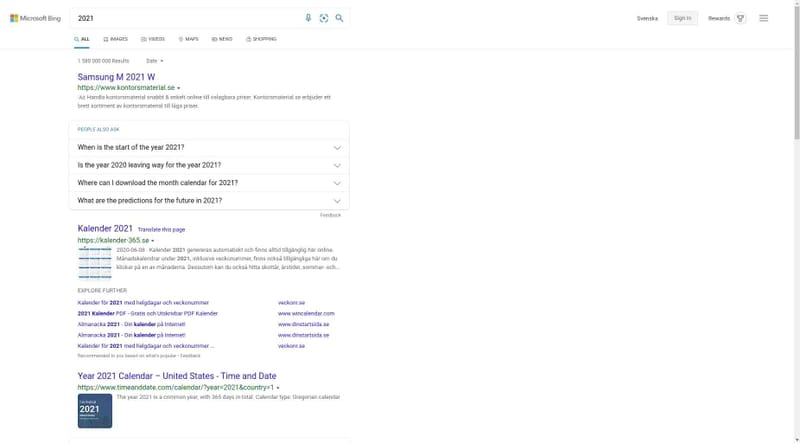 Microsoft Bing
2021
Svenska
Sign in
Rewards
ALL
IMAGES
VIDEOS
MAPS
NEWS
SHOPPING
1 580 000 000 Results
Date
Samsung M 2021 W
https://www.kontorsmaterial.se
Ad Handla kontorsmaterial snabbt & enkelt online till oslagbara priser. Kontorsmaterial.se erbjuder ett
brett sortiment av kontorsmaterial till låga priser.
PEOPLE ALSO ASK
When is the start of the year 2021?
Is the year 2020 leaving way for the year 2021?
Where can I download the month calendar for 2021?
What are the predictions for the future in 2021?
Feedback
Kalender 2021 Translate this page
https://kalender-365.se
2020-06-08 · Kalender 2021 genereras automatiskt och finns alltid tillgänglig här online.
Månadskalendrar under 2021, inklusive veckonummer, finns också tillgängliga här om du
klickar på en av månaderna. Dessutom kan du också hitta skottår, årstider, sommar- och...
EXPLORE FURTHER
Kalender för 2021 med helgdagar och veckonummer
veckonr.se
2021 Kalender PDF - Gratis och Utskrivbar PDF Kalender
www.wincalendar.com
Almanacka 2021 - Din kalender på Internet!
www.dinstartsida.se
Almanacka 2021 - Din kalender på Internet!
www.dinstartsida.se
Kalender för 2021 med helgdagar och veckonummer ...
veckonr.se
Recommended to you based on what's popular • Feedback
Year 2021 Calendar – United States - Time and Date
https://www.timeanddate.com/calendar/?year=2021&country=1
2021
The year 2021 is a common year, with 365 days in total. Calendar type: Gregorian calendar